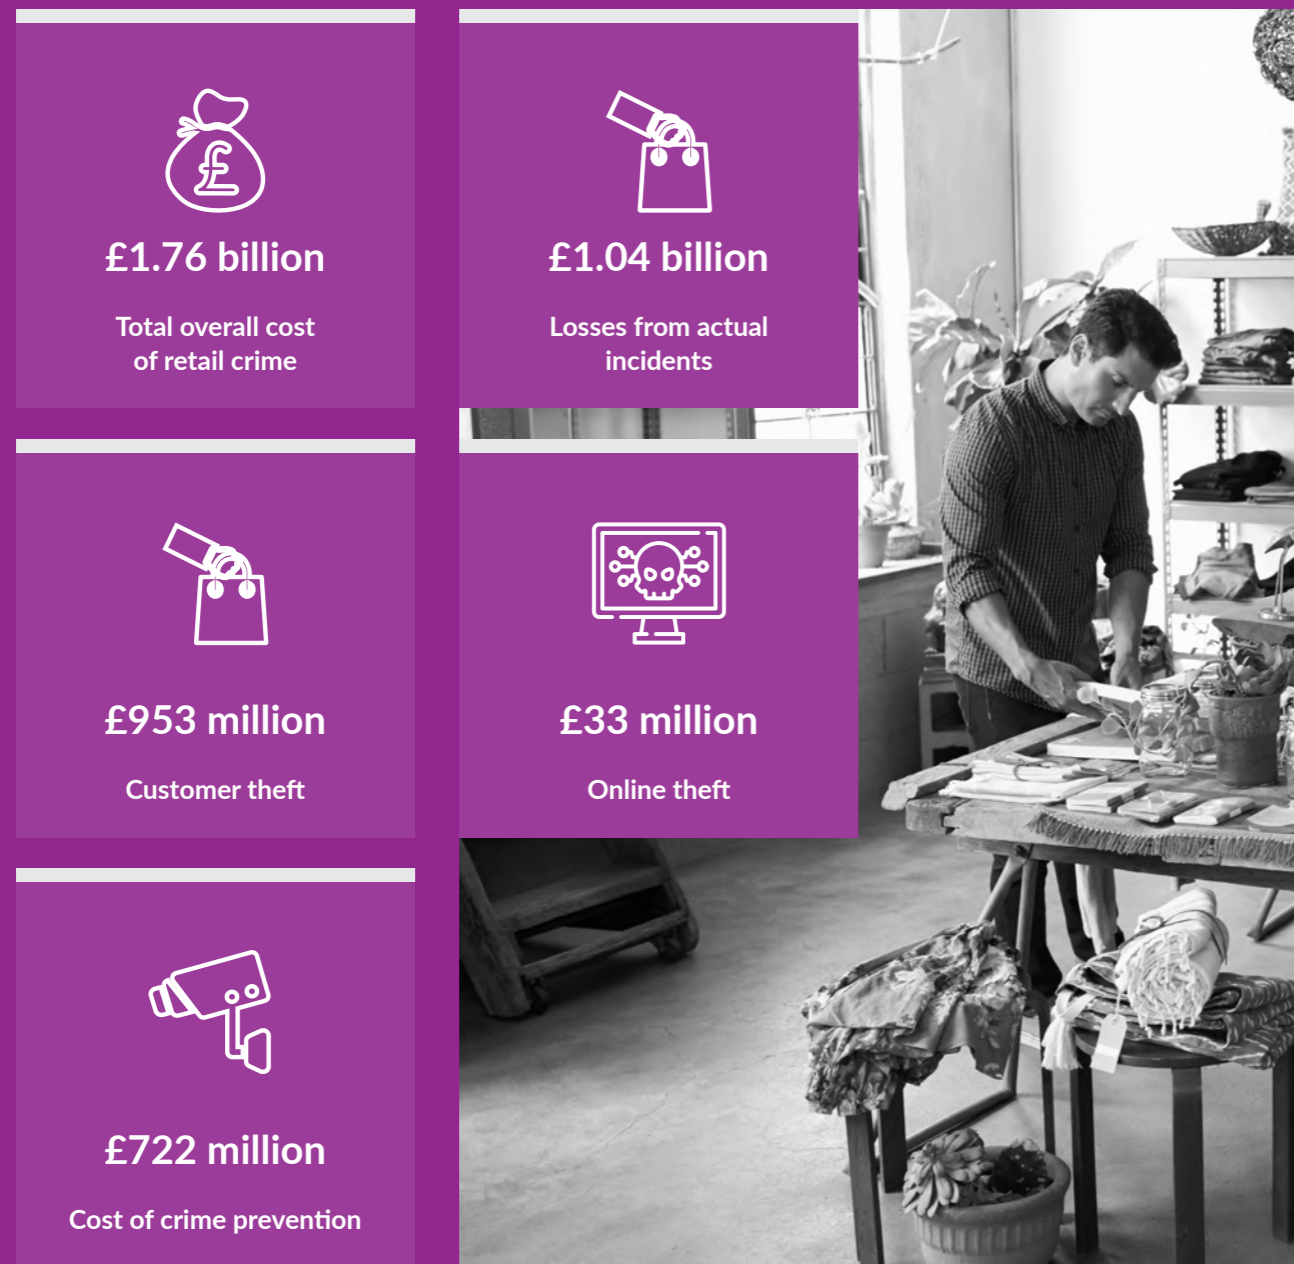 £1.76 billion
Total overall cost
of retail crime
£1.04 billion
Losses from actual
incidents
£953 million
Customer theft
£33 million
Online theft
£722 million
Cost of crime prevention